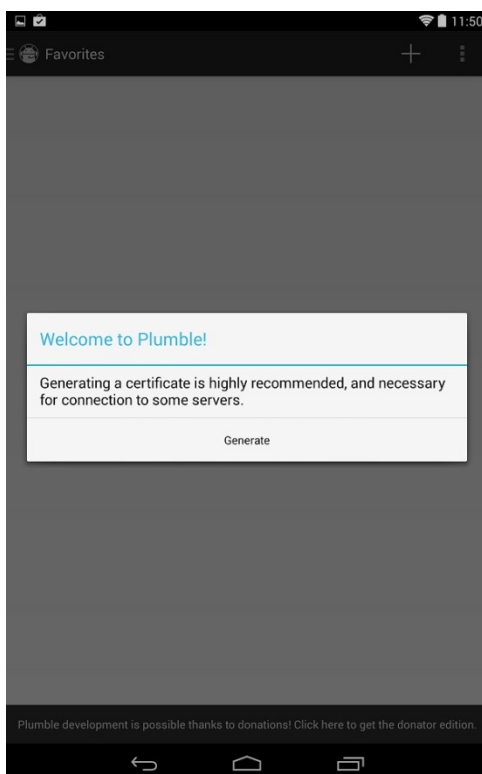 11:50
Favorites
Welcome to Plumble!
Generating a certificate is highly recommended, and necessary
for connection to some servers.
Generate
Plumble development is possible thanks to donations! Click here to get the donator edition.